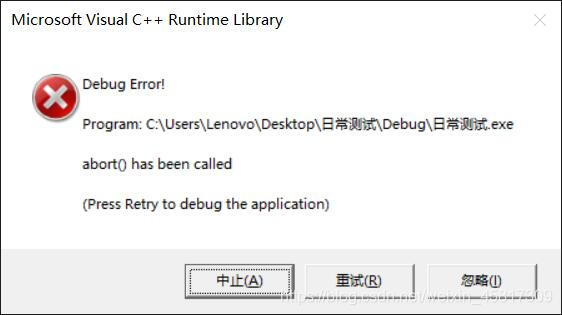 Microsoft Visual C++ Runtime Library
Debug Error!
Program: C:\Users\Lenovo\Desktop\日常测试\Debug\日常测试.exe
abort() has been called
(Press Retry to debug the application)
中止(A) 重试(R) 忽略(I)
https://blog.csdn.net/weixin_45817309